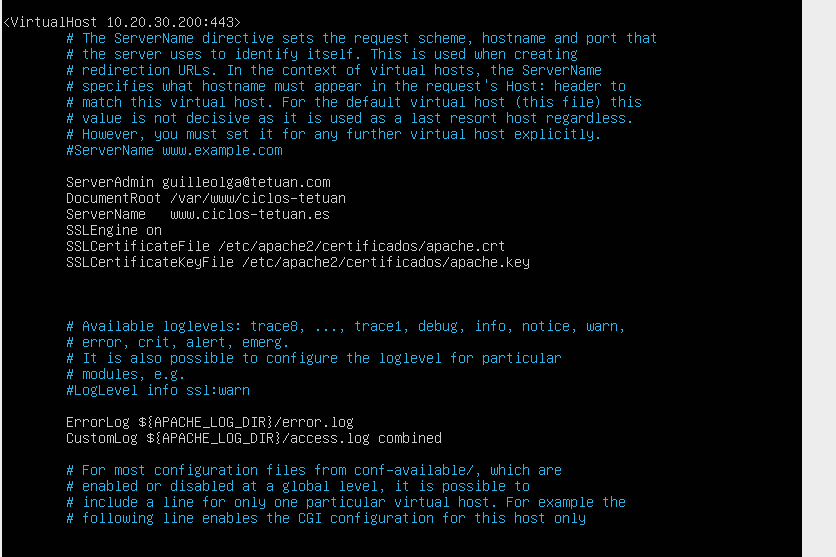 <VirtualHost 10.20.30.200:443>
# The ServerName directive sets the request scheme, hostname and port that
# the server uses to identify itself. This is used when creating
# redirection URLs. In the context of virtual hosts, the ServerName
# specifies what hostname must appear in the request's Host: header to
# match this virtual host. For the default virtual host (this file) this
# value is not decisive as it is used as a last resort host regardless.
# However, you must set it for any further virtual host explicitly.
#ServerName www.example.com
ServerAdmin guilleolga@tetuan.com
DocumentRoot /var/www/ciclos-tetuan
ServerName   www.ciclos-tetuan.es
SSLEngine on
SSLCertificateFile /etc/apache2/certificados/apache.crt
SSLCertificateKeyFile /etc/apache2/certificados/apache.key
# Available loglevels: trace8, ..., trace1, debug, info, notice, warn,
# error, crit, alert, emerg.
# It is also possible to configure the loglevel for particular
# modules, e.g.
#LogLevel info ssl:warn
ErrorLog ${APACHE_LOG_DIR}/error.log
CustomLog ${APACHE_LOG_DIR}/access.log combined
# For most configuration files from conf-available/, which are
# enabled or disabled at a global level, it is possible to
# include a line for only one particular virtual host. For example the
# following line enables the CGI configuration for this host only